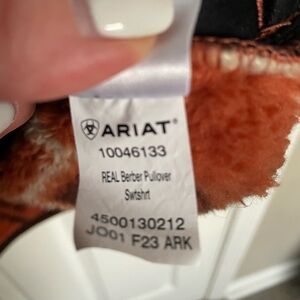 ARIAT
10046133
REAL Berber Pullover
Swtshrt
4500130212
JO01 F23 ARK